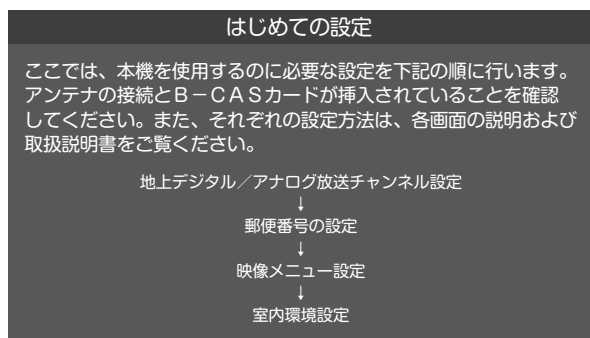 はじめての設定
ここでは、本機を使用するのに必要な設定を下記の順に行います。
アンテナの接続とB－CASカードが挿入されていることを確認
してください。また、それぞれの設定方法は、各画面の説明および
取扱説明書をご覧ください。
地上デジタル／アナログ放送チャンネル設定
↓
郵便番号の設定
↓
映像メニュー設定
↓
室内環境設定